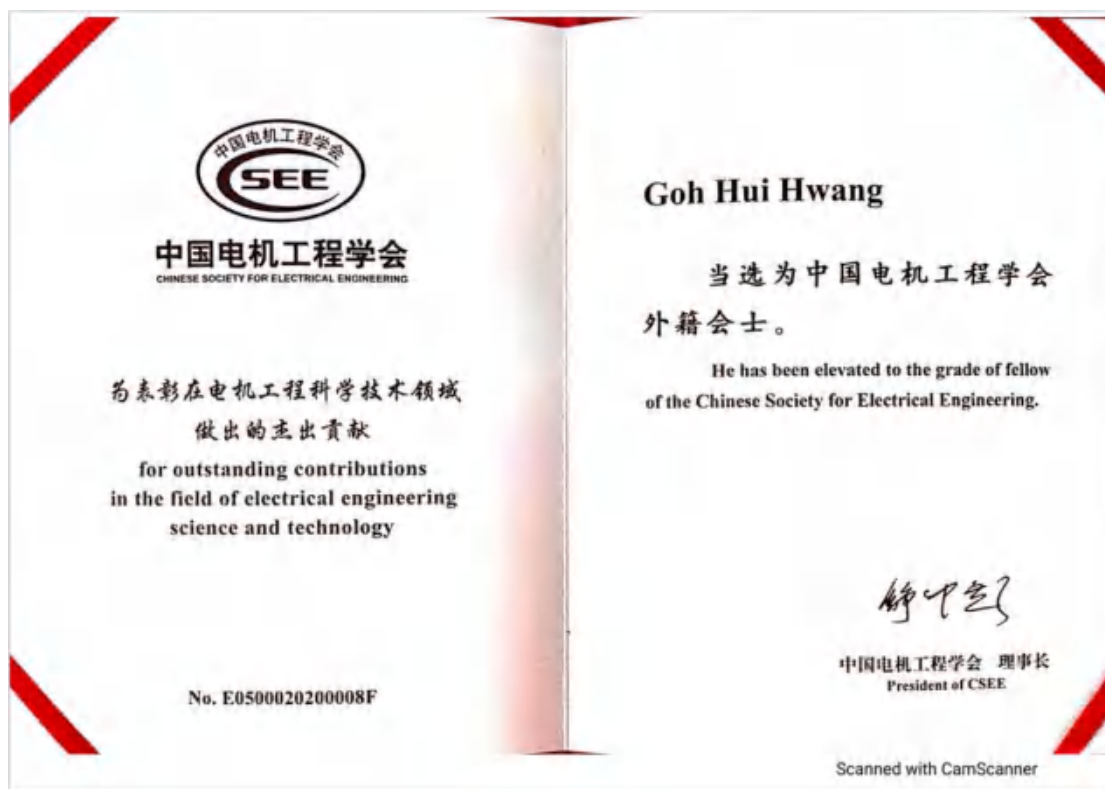 中国电机工程学会
CSEE
中国电机工程学会
CHINESE SOCIETY FOR ELECTRICAL ENGINEERING
为表彰在电机工程科学技术领域
做出的杰出贡献
for outstanding contributions
in the field of electrical engineering
science and technology
No. E0500020200008F
Goh Hui Hwang
当选为中国电机工程学会
外籍会士。
He has been elevated to the grade of fellow
of the Chinese Society for Electrical Engineering.
中国电机工程学会 理事长
President of CSEE
Scanned with CamScanner